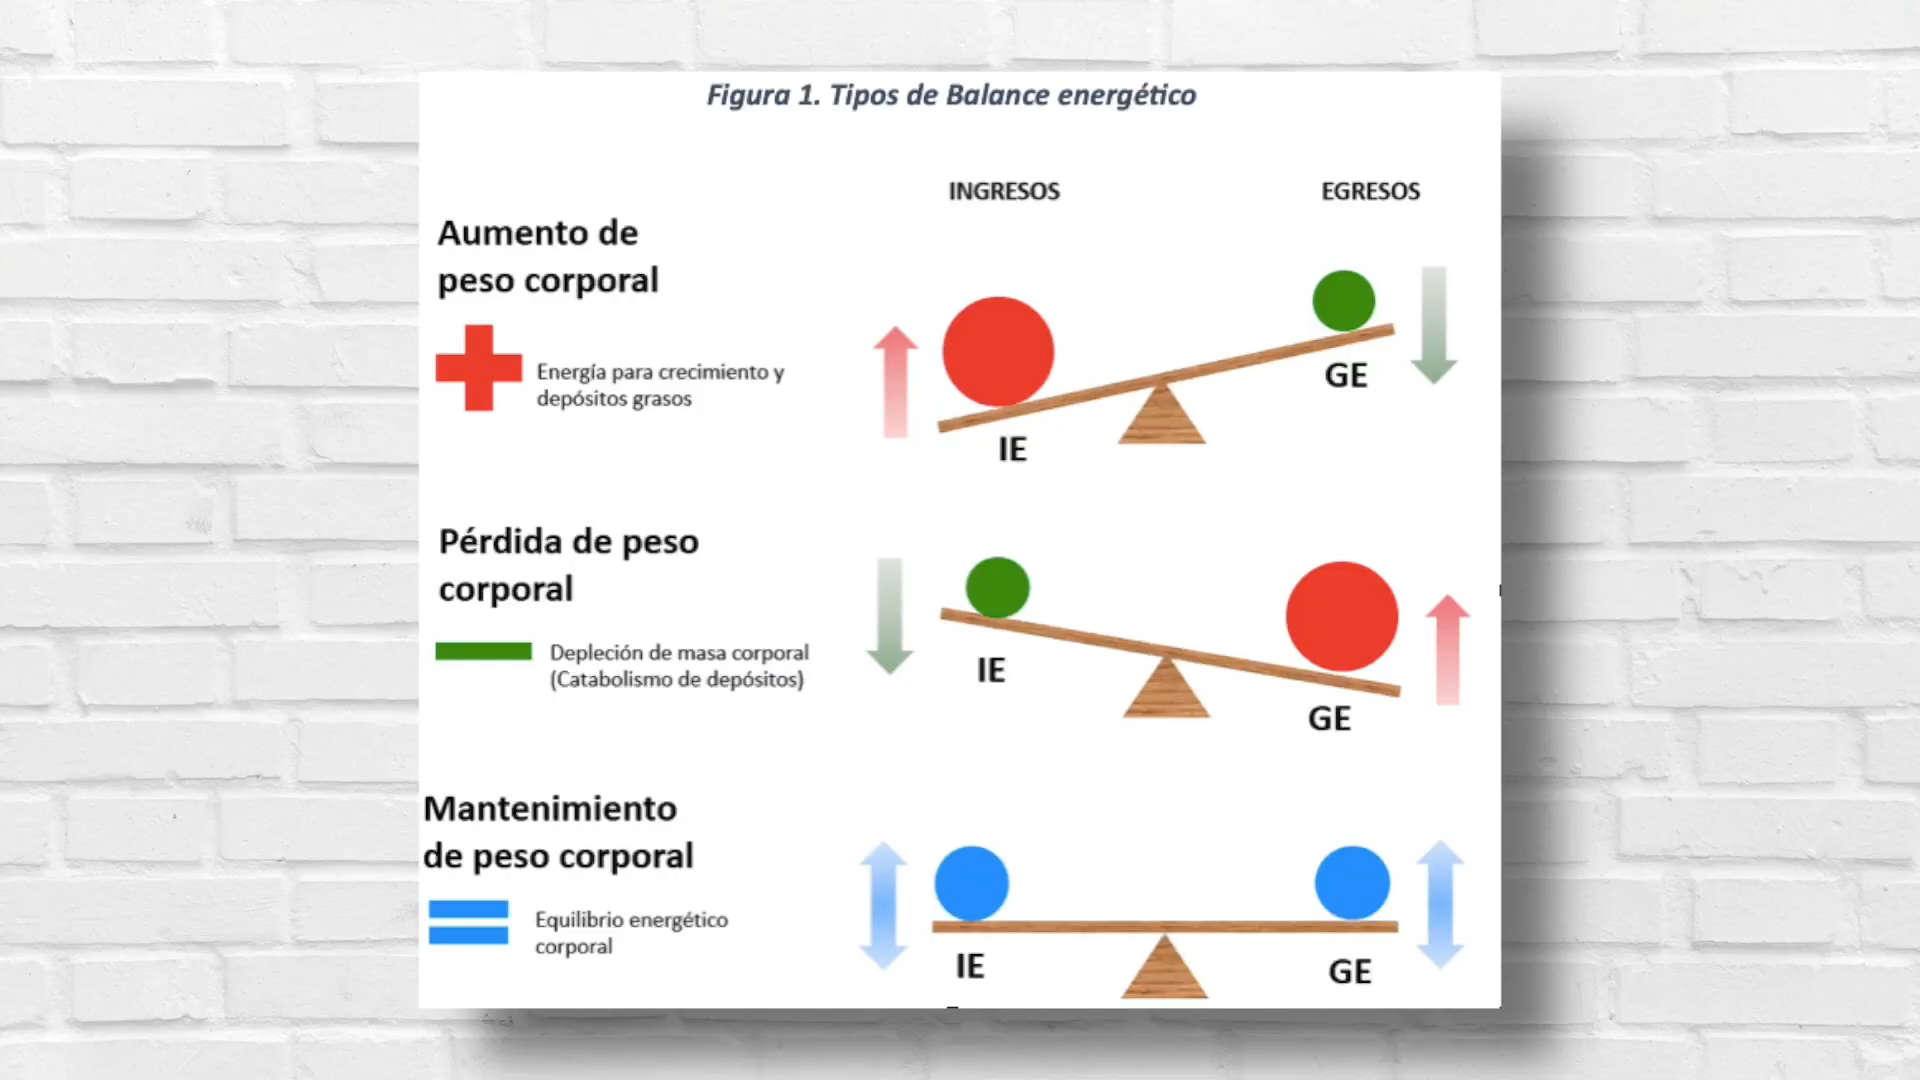 Figura 1. Tipos de Balance energético
INGRESOS
EGRESOS
Aumento de
peso corporal
Energía para crecimiento y
depósitos grasos
IE
GE
Pérdida de peso
corporal
Depleción de masa corporal
(Catabolismo de depósitos)
IE
GE
Mantenimiento
de peso corporal
Equilibrio energético
corporal
IE
GE